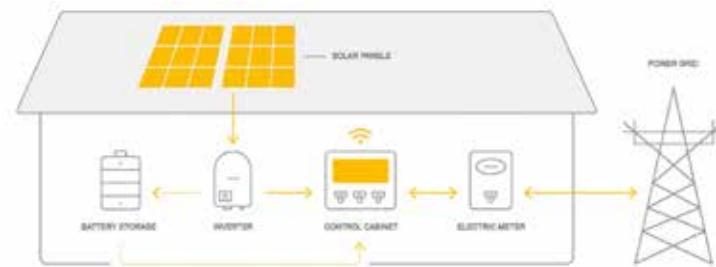 SOLAR PANELS
POWER GRID
BATTERY STORAGE
INVERTER
CONTROL CABINET
ELECTRIC METER